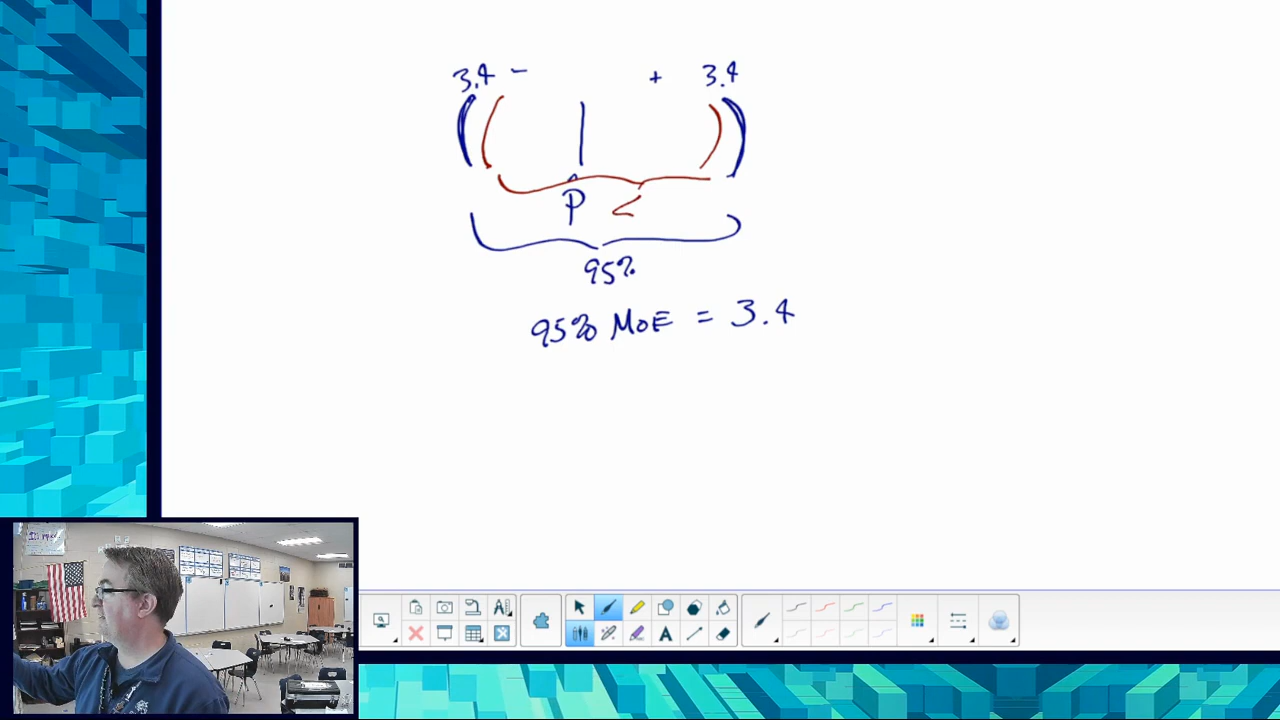 3.4 - + 3.4
( ( | ) )
p̂ <
95%
95% MoE = 3.4